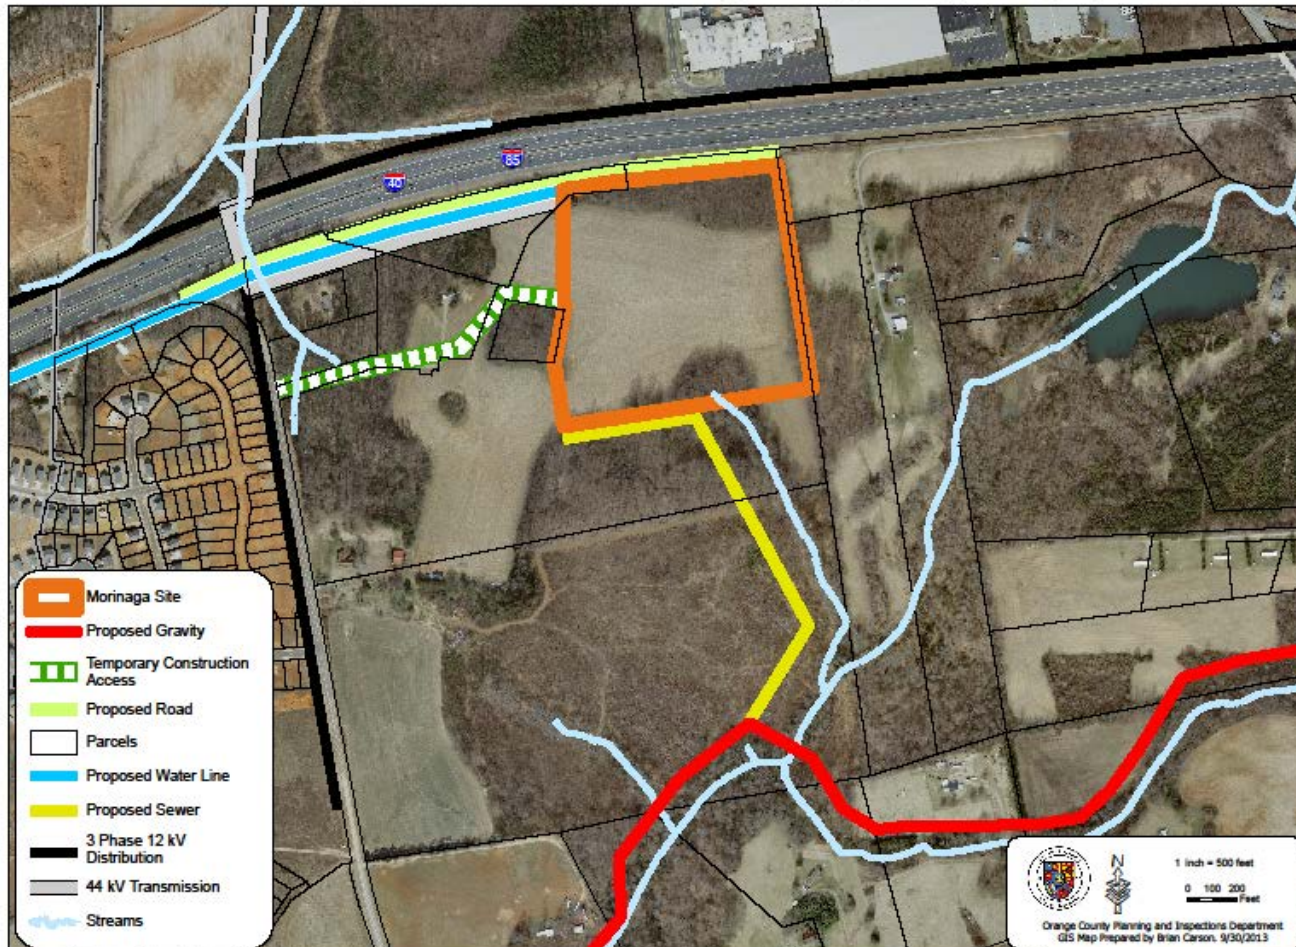 40
85
Morinaga Site
Proposed Gravity
Temporary Construction
Access
Proposed Road
Parcels
Proposed Water Line
Proposed Sewer
3 Phase 12 kV
Distribution
44 kV Transmission
Streams
N
1 inch = 500 feet
0 100 200
Feet
Orange County Planning and Inspections Department
GIS Map Prepared by Brian Carson. 9/30/2013